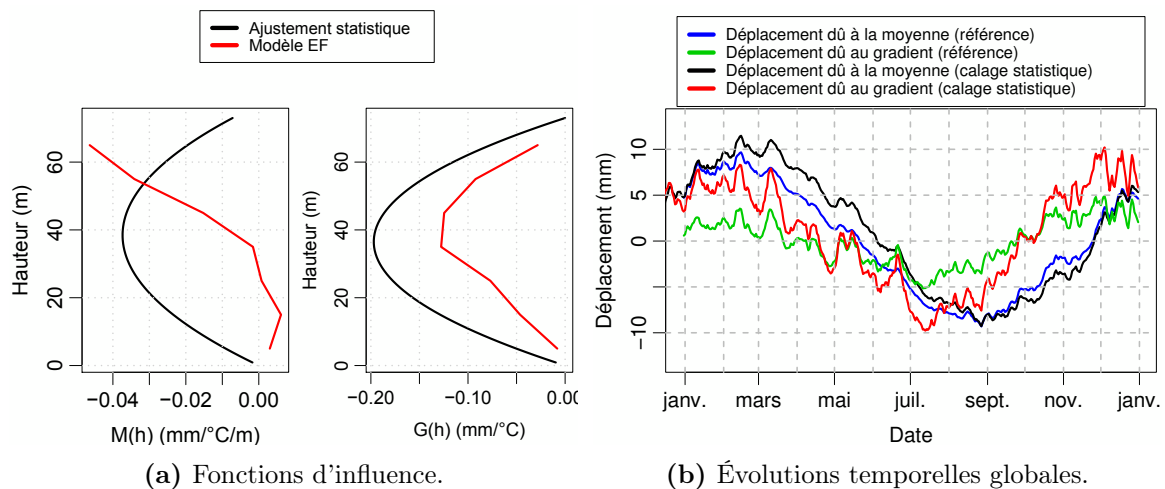 Ajustement statistique
Modèle EF
Hauteur (m)
0 20 40 60
−0.04 −0.02 0.00
M(h) (mm/°C/m)
Hauteur (m)
0 20 40 60
−0.20 −0.10 0.00
G(h) (mm/°C)
(a) Fonctions d'influence.
Déplacement dû à la moyenne (référence)
Déplacement dû au gradient (référence)
Déplacement dû à la moyenne (calage statistique)
Déplacement dû au gradient (calage statistique)
Déplacement (mm)
−10 0 5 10
janv. mars mai juil. sept. nov. janv.
Date
(b) Évolutions temporelles globales.